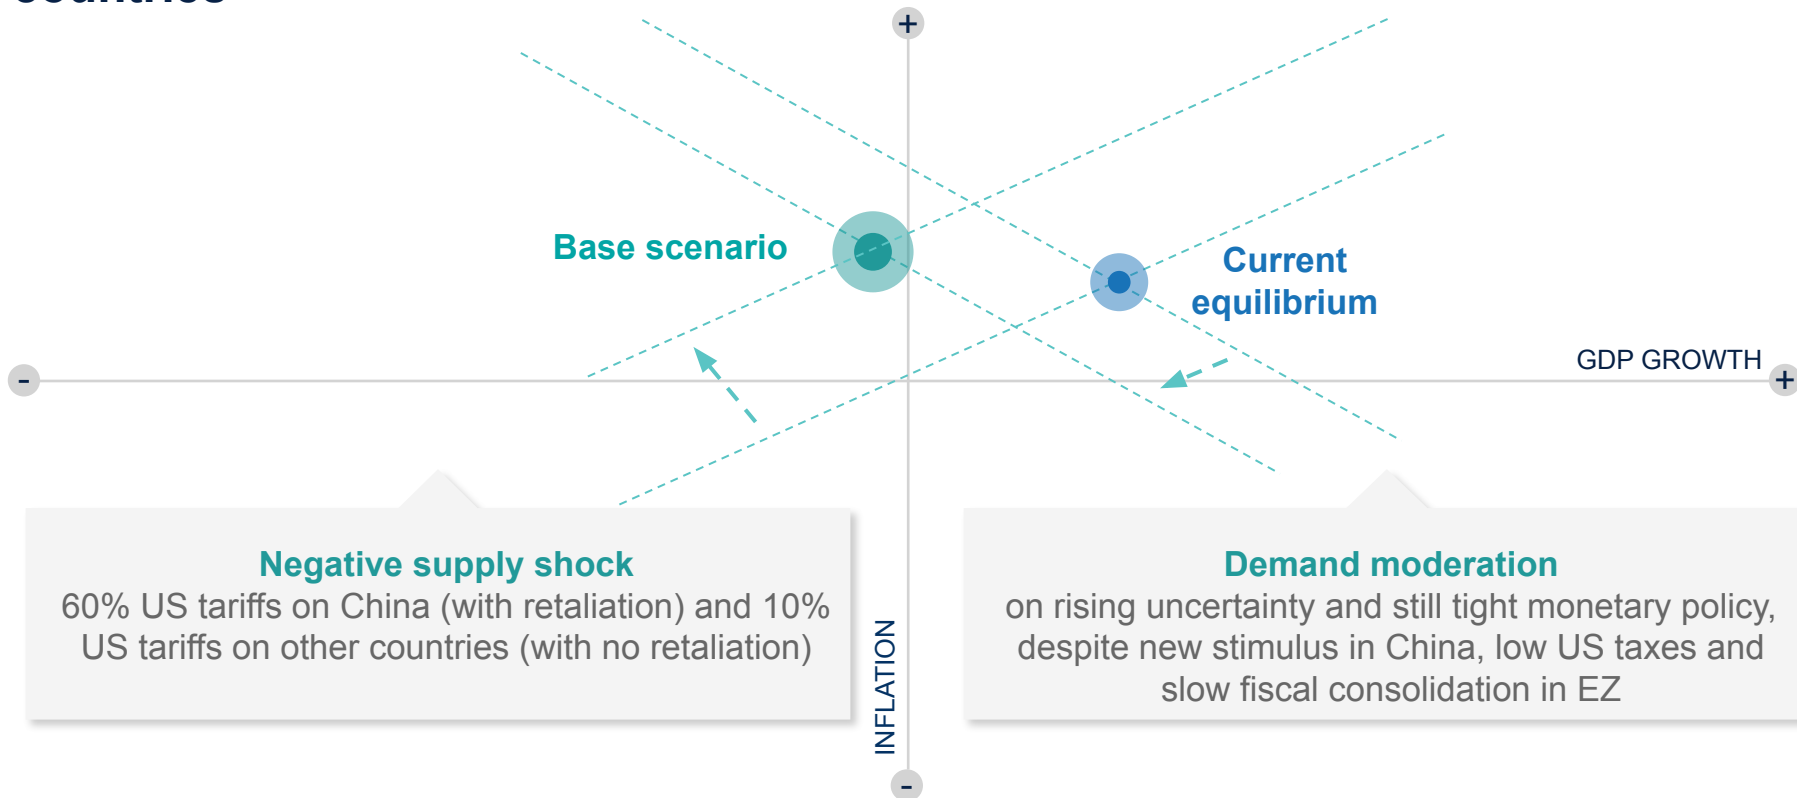 countries
+
Base scenario
Current
equilibrium
GDP GROWTH
-
+
Negative supply shock
60% US tariffs on China (with retaliation) and 10%
US tariffs on other countries (with no retaliation)
Demand moderation
on rising uncertainty and still tight monetary policy,
despite new stimulus in China, low US taxes and
slow fiscal consolidation in EZ
INFLATION
-